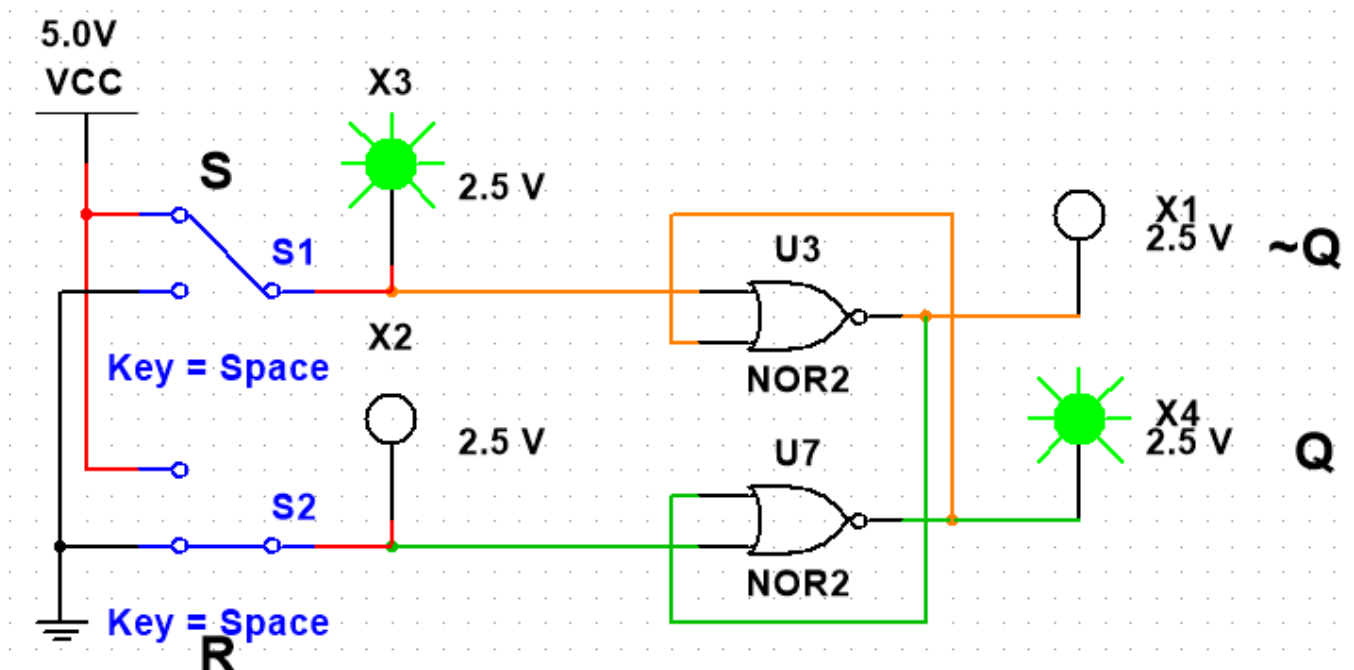 5.0V
VCC
X3
S
2.5 V
S1
U3
X1
2.5 V
~Q
X2
Key = Space
NOR2
2.5 V
X4
2.5 V
Q
U7
S2
NOR2
Key = Space
R